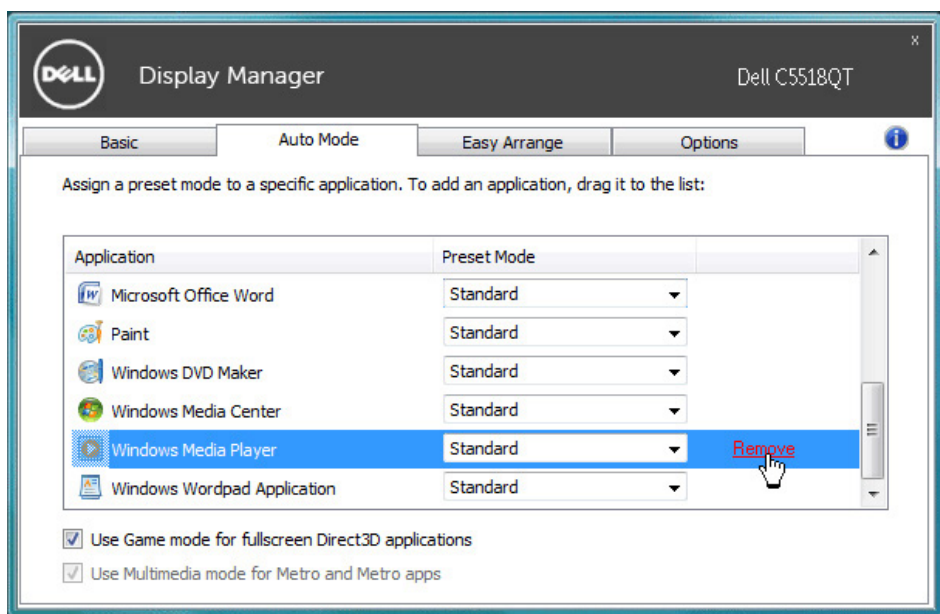 x
DELL Display Manager Dell C5518QT
Basic Auto Mode Easy Arrange Options i
Assign a preset mode to a specific application. To add an application, drag it to the list:
Application Preset Mode
Microsoft Office Word Standard
Paint Standard
Windows DVD Maker Standard
Windows Media Center Standard
Windows Media Player Standard Remove
Windows Wordpad Application Standard
Use Game mode for fullscreen Direct3D applications
Use Multimedia mode for Metro and Metro apps